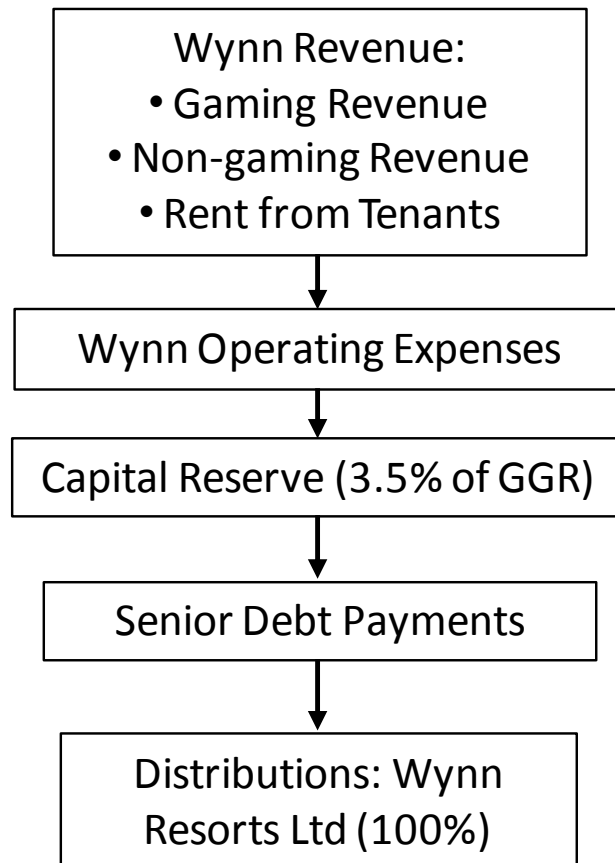 Wynn Revenue:
• Gaming Revenue
• Non-gaming Revenue
• Rent from Tenants
Wynn Operating Expenses
Capital Reserve (3.5% of GGR)
Senior Debt Payments
Distributions: Wynn
Resorts Ltd (100%)